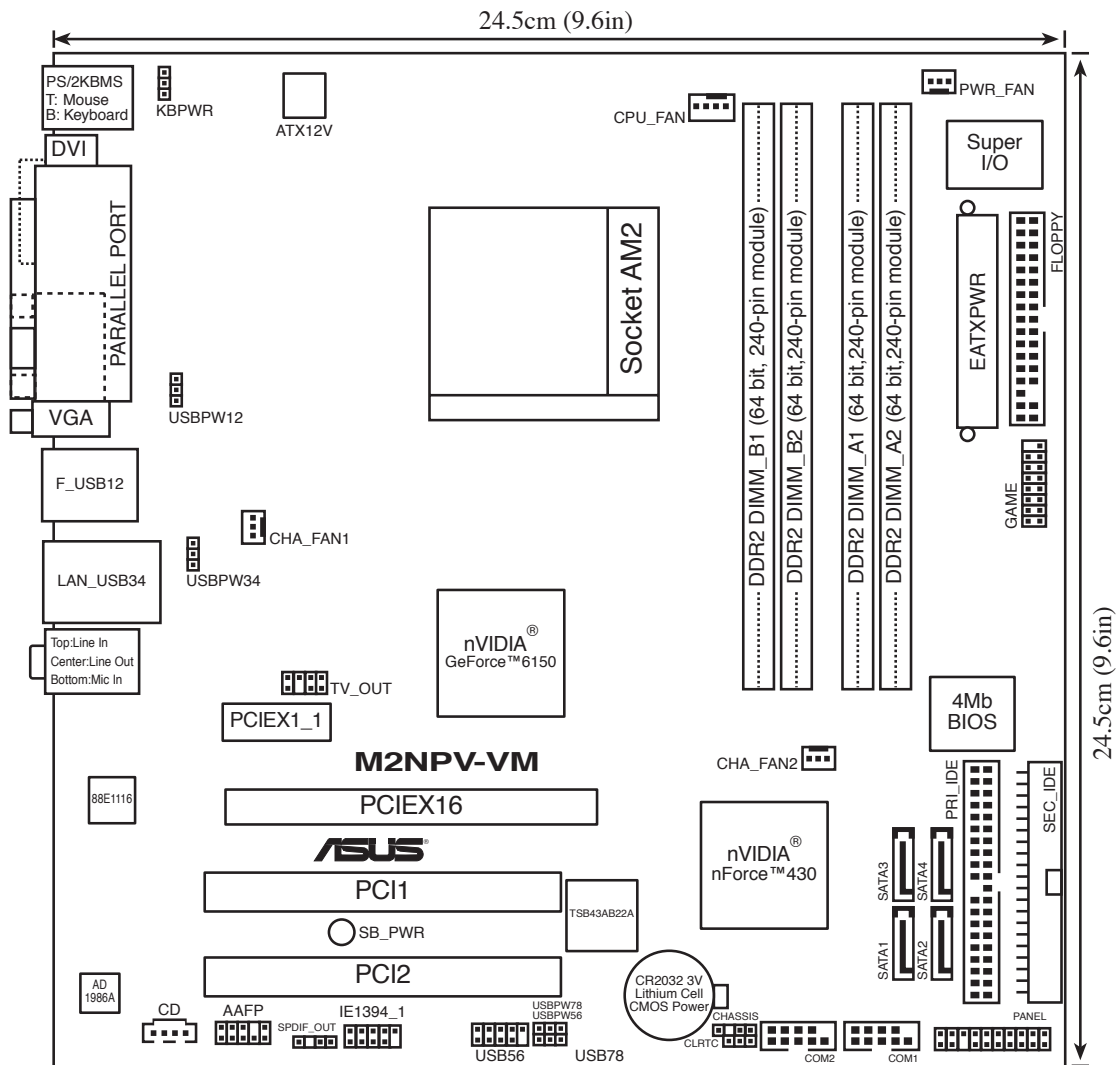 24.5cm (9.6in)
PS/2KBMS
T: Mouse
B: Keyboard
KBPWR
ATX12V
CPU_FAN
PWR_FAN
Super
I/O
DVI
PARALLEL PORT
VGA
Socket AM2
DDR2 DIMM_B1 (64 bit, 240-pin module)
DDR2 DIMM_B2 (64 bit,240-pin module)
DDR2 DIMM_A1 (64 bit,240-pin module)
DDR2 DIMM_A2 (64 bit,240-pin module)
EATXPWR
FLOPPY
USBPW12
F_USB12
GAME
CHA_FAN1
LAN_USB34
USBPW34
24.5cm (9.6in)
Top:Line In
Center:Line Out
Bottom:Mic In
nVIDIA®
GeForce™6150
TV_OUT
PCIEX1_1
4Mb
BIOS
M2NPV-VM
CHA_FAN2
88E1116
PCIEX16
PRI_IDE
SEC_IDE
ASUS®
nVIDIA®
nForce™430
SATA3
SATA4
PCI1
TSB43AB22A
SB_PWR
SATA1
SATA2
PCI2
AD
1986A
CR2032 3V
Lithium Cell
CMOS Power
CD
AAFP
SPDIF_OUT
IE1394_1
USBPW78
USBPW56
USB56
USB78
CHASSIS
CLRTC
COM2
COM1
PANEL